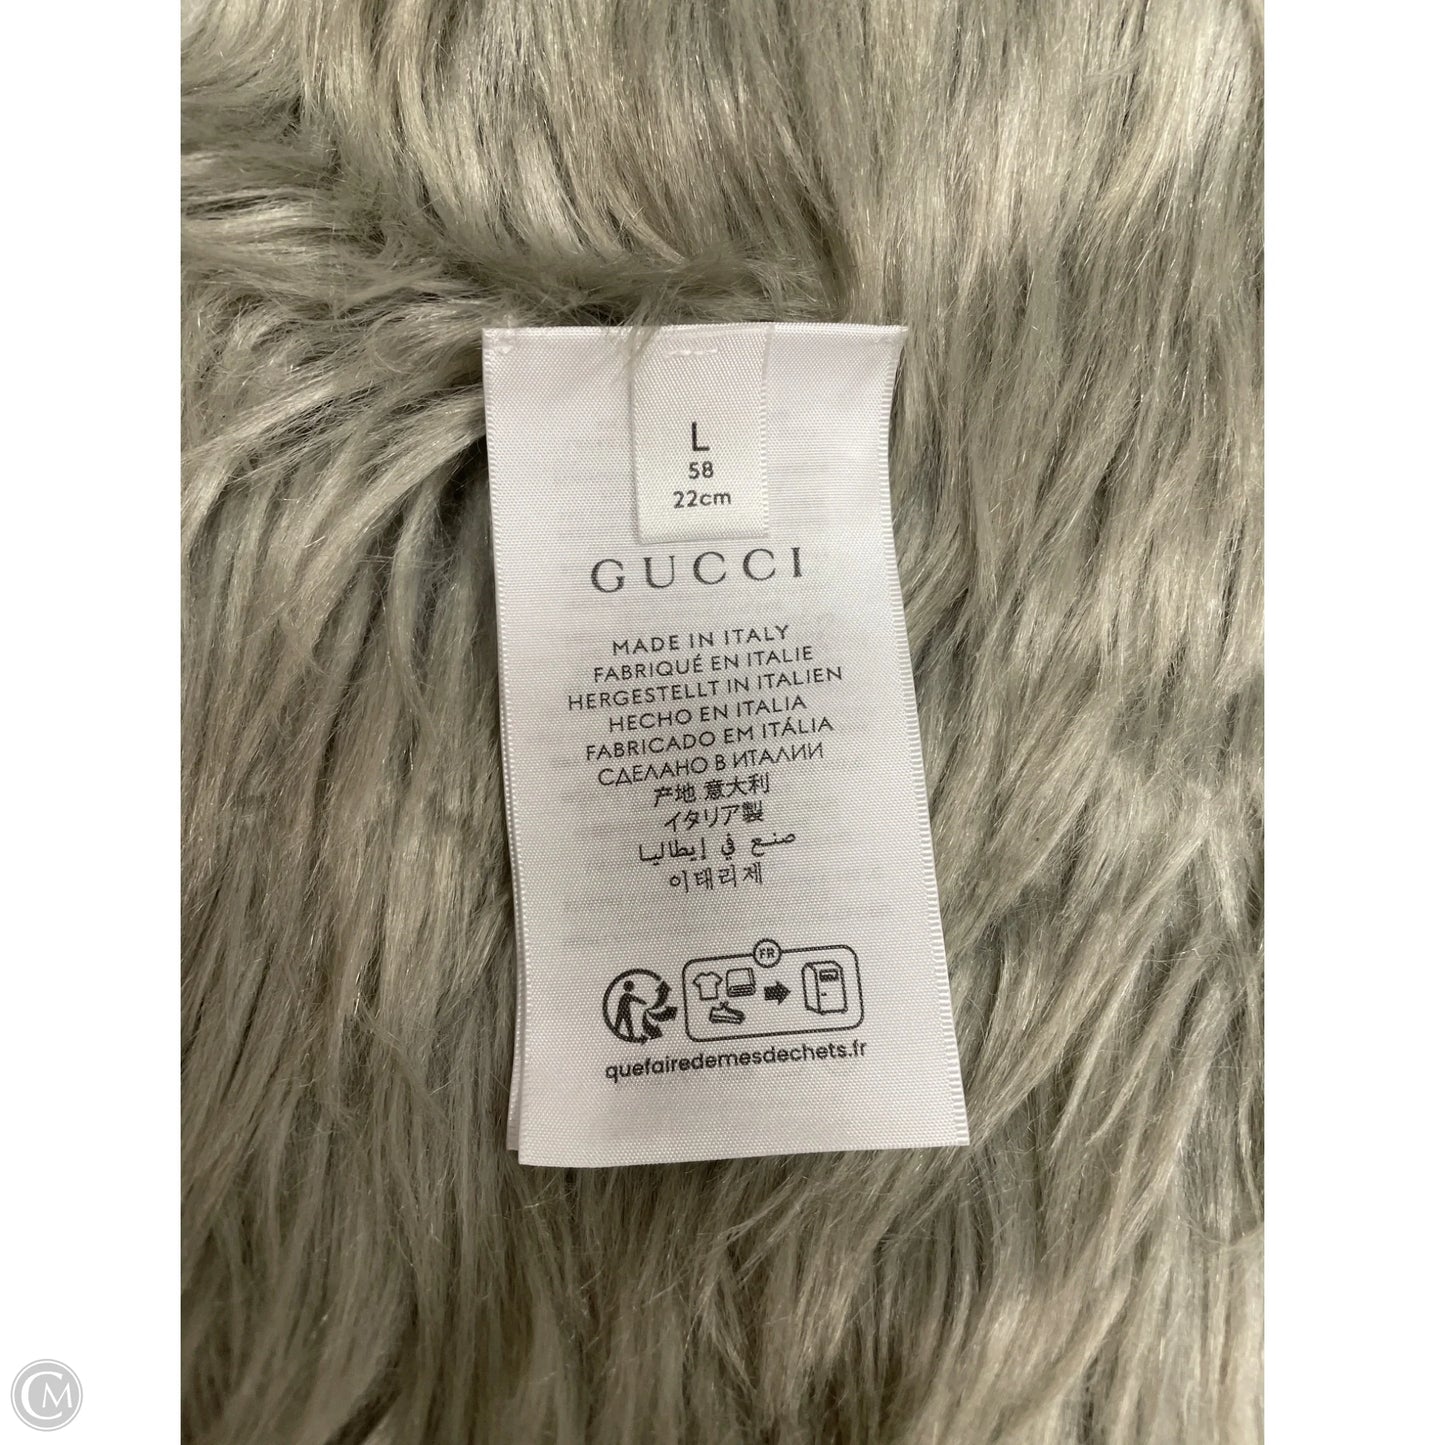 L
58
22cm
GUCCI
MADE IN ITALY
FABRIQUÉ EN ITALIE
HERGESTELLT IN ITALIEN
HECHO EN ITALIA
FABRICADO EM ITÁLIA
СДЕЛАНО В ИТАЛИИ
产地 意大利
イタリア製
صنع في إيطاليا
이태리제
FR
quefairedemesdechets.fr
CM